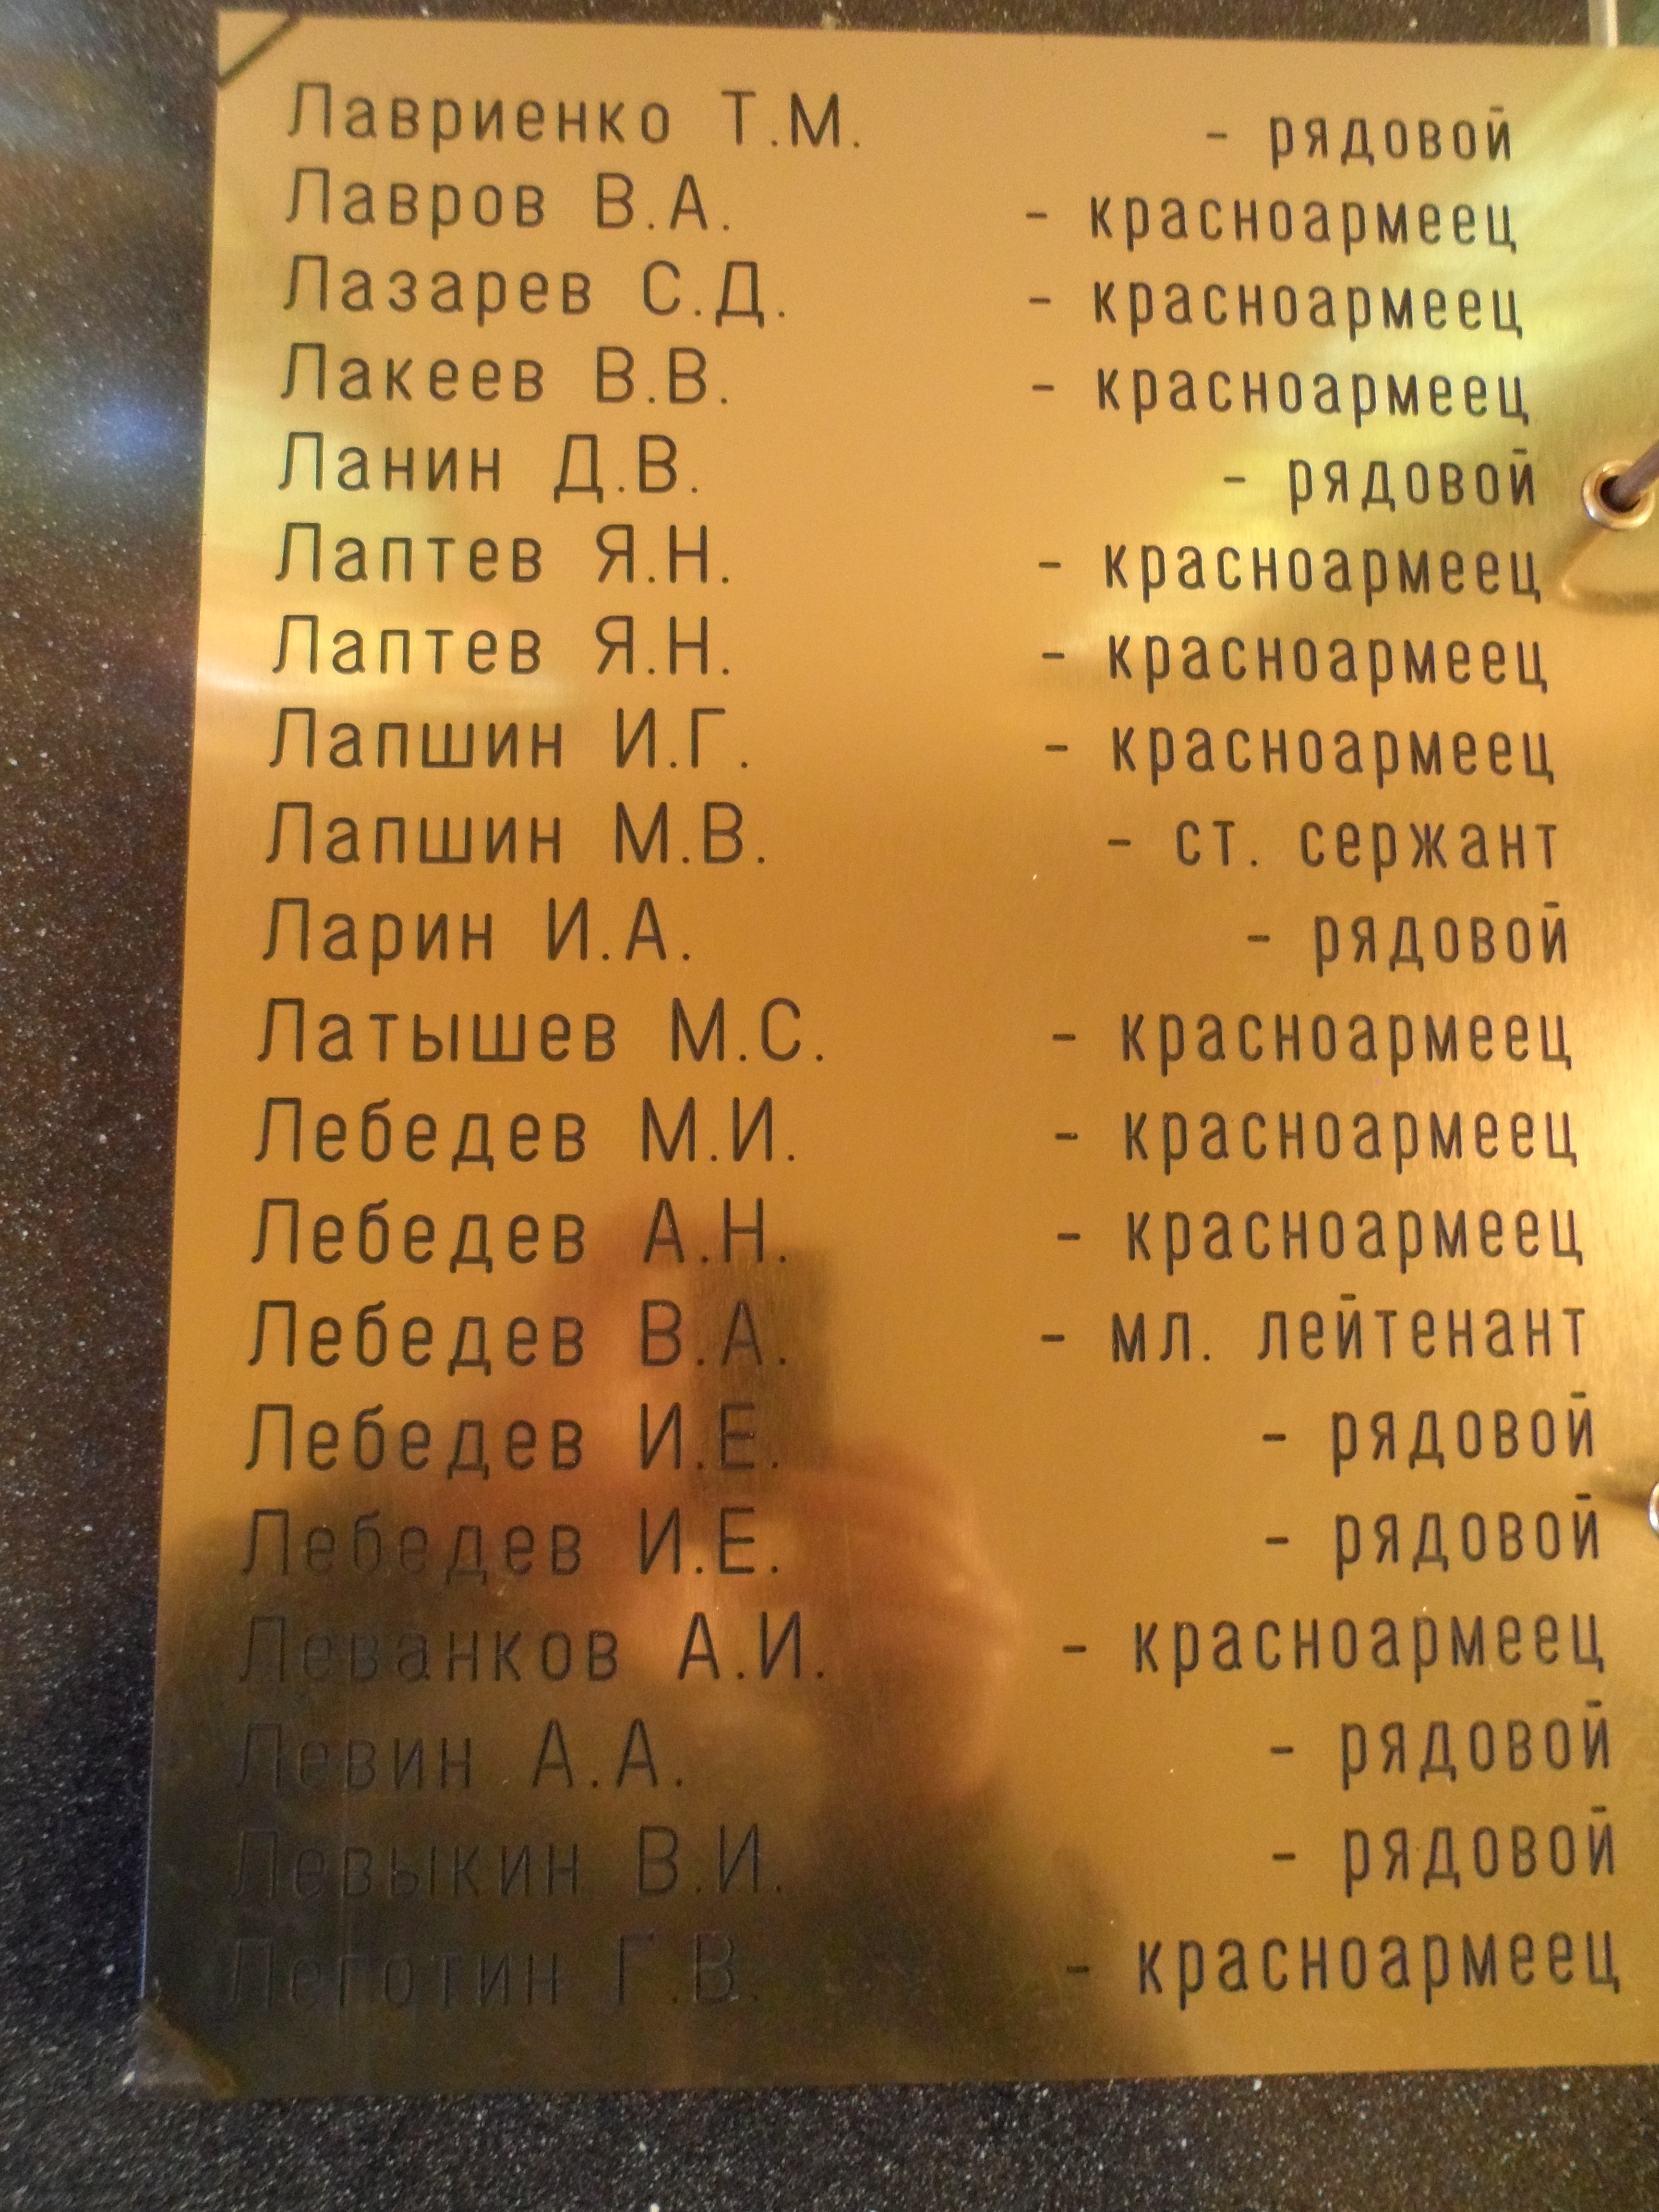 Лавриенко Т.М. - рядовой
Лавров В.А. - красноармеец
Лазарев С.Д. - красноармеец
Лакеев В.В. - красноармеец
Ланин Д.В. - рядовой
Лаптев Я.Н. - красноармеец
Лаптев Я.Н. - красноармеец
Лапшин И.Г. - красноармеец
Лапшин М.В. - ст. сержант
Ларин И.А. - рядовой
Латышев М.С. - красноармеец
Лебедев М.И. - красноармеец
Лебедев А.Н. - красноармеец
Лебедев В.А. - мл. лейтенант
Лебедев И.Е. - рядовой
Лебедев И.Е. - рядовой
Леванков А.И. - красноармеец
Левин А.А. - рядовой
Левыкин В.И. - рядовой
Леготин Г.В. - красноармеец